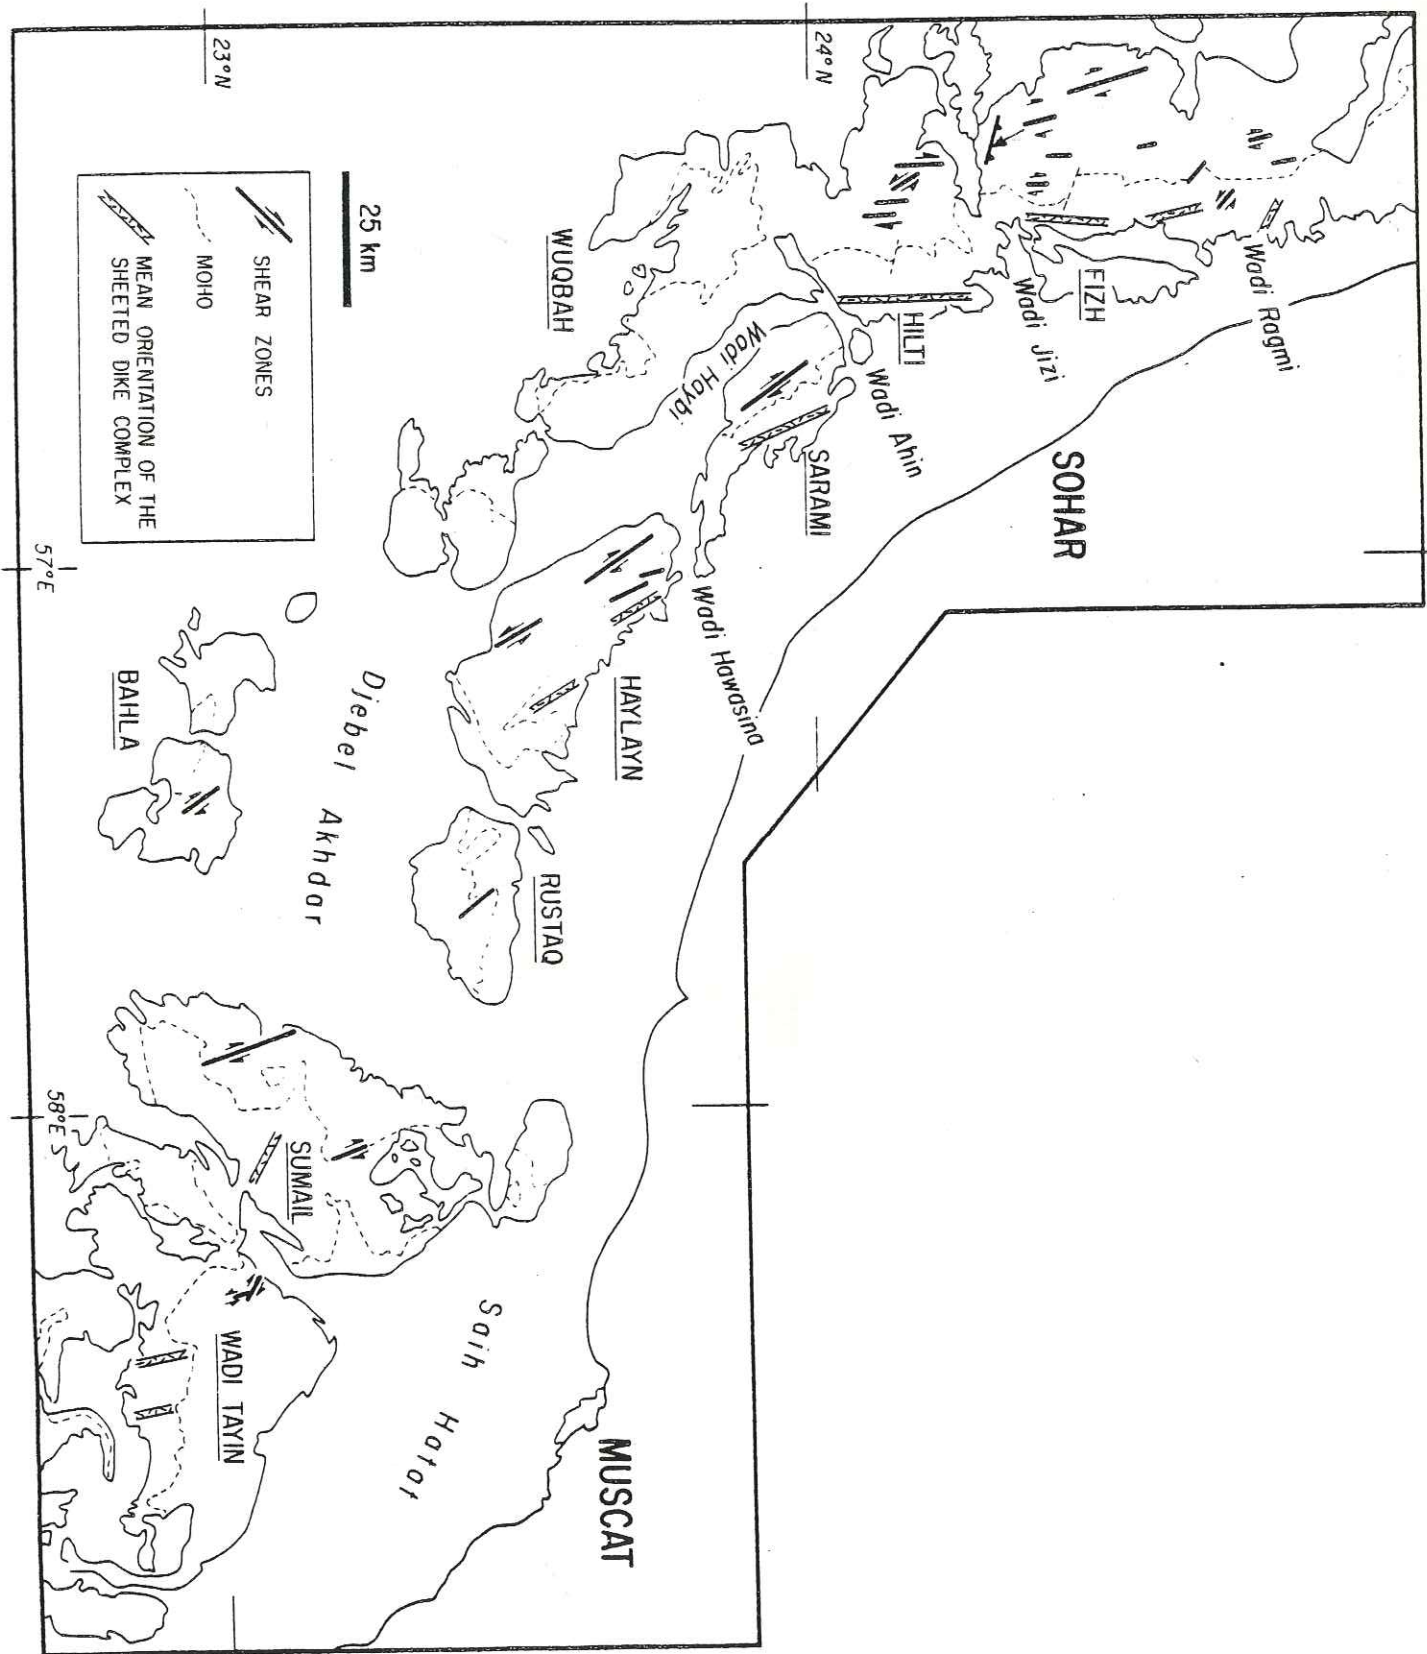 24°N
23°N
Wadi Ragmi
FIZH
Wadi Jizi
SOHAR
HILTI
Wadi Ahin
WUQBAH
Wadi Haybi
SARAMI
Wadi Hawasina
HAYLAYN
RUSTAQ
Djebel Akhdar
BAHLA
SUMAIL
WADI TAYIN
Saih Hatat
MUSCAT
57°E
58°E
25 km
SHEAR ZONES
MOHO
MEAN ORIENTATION OF THE
SHEETED DIKE COMPLEX